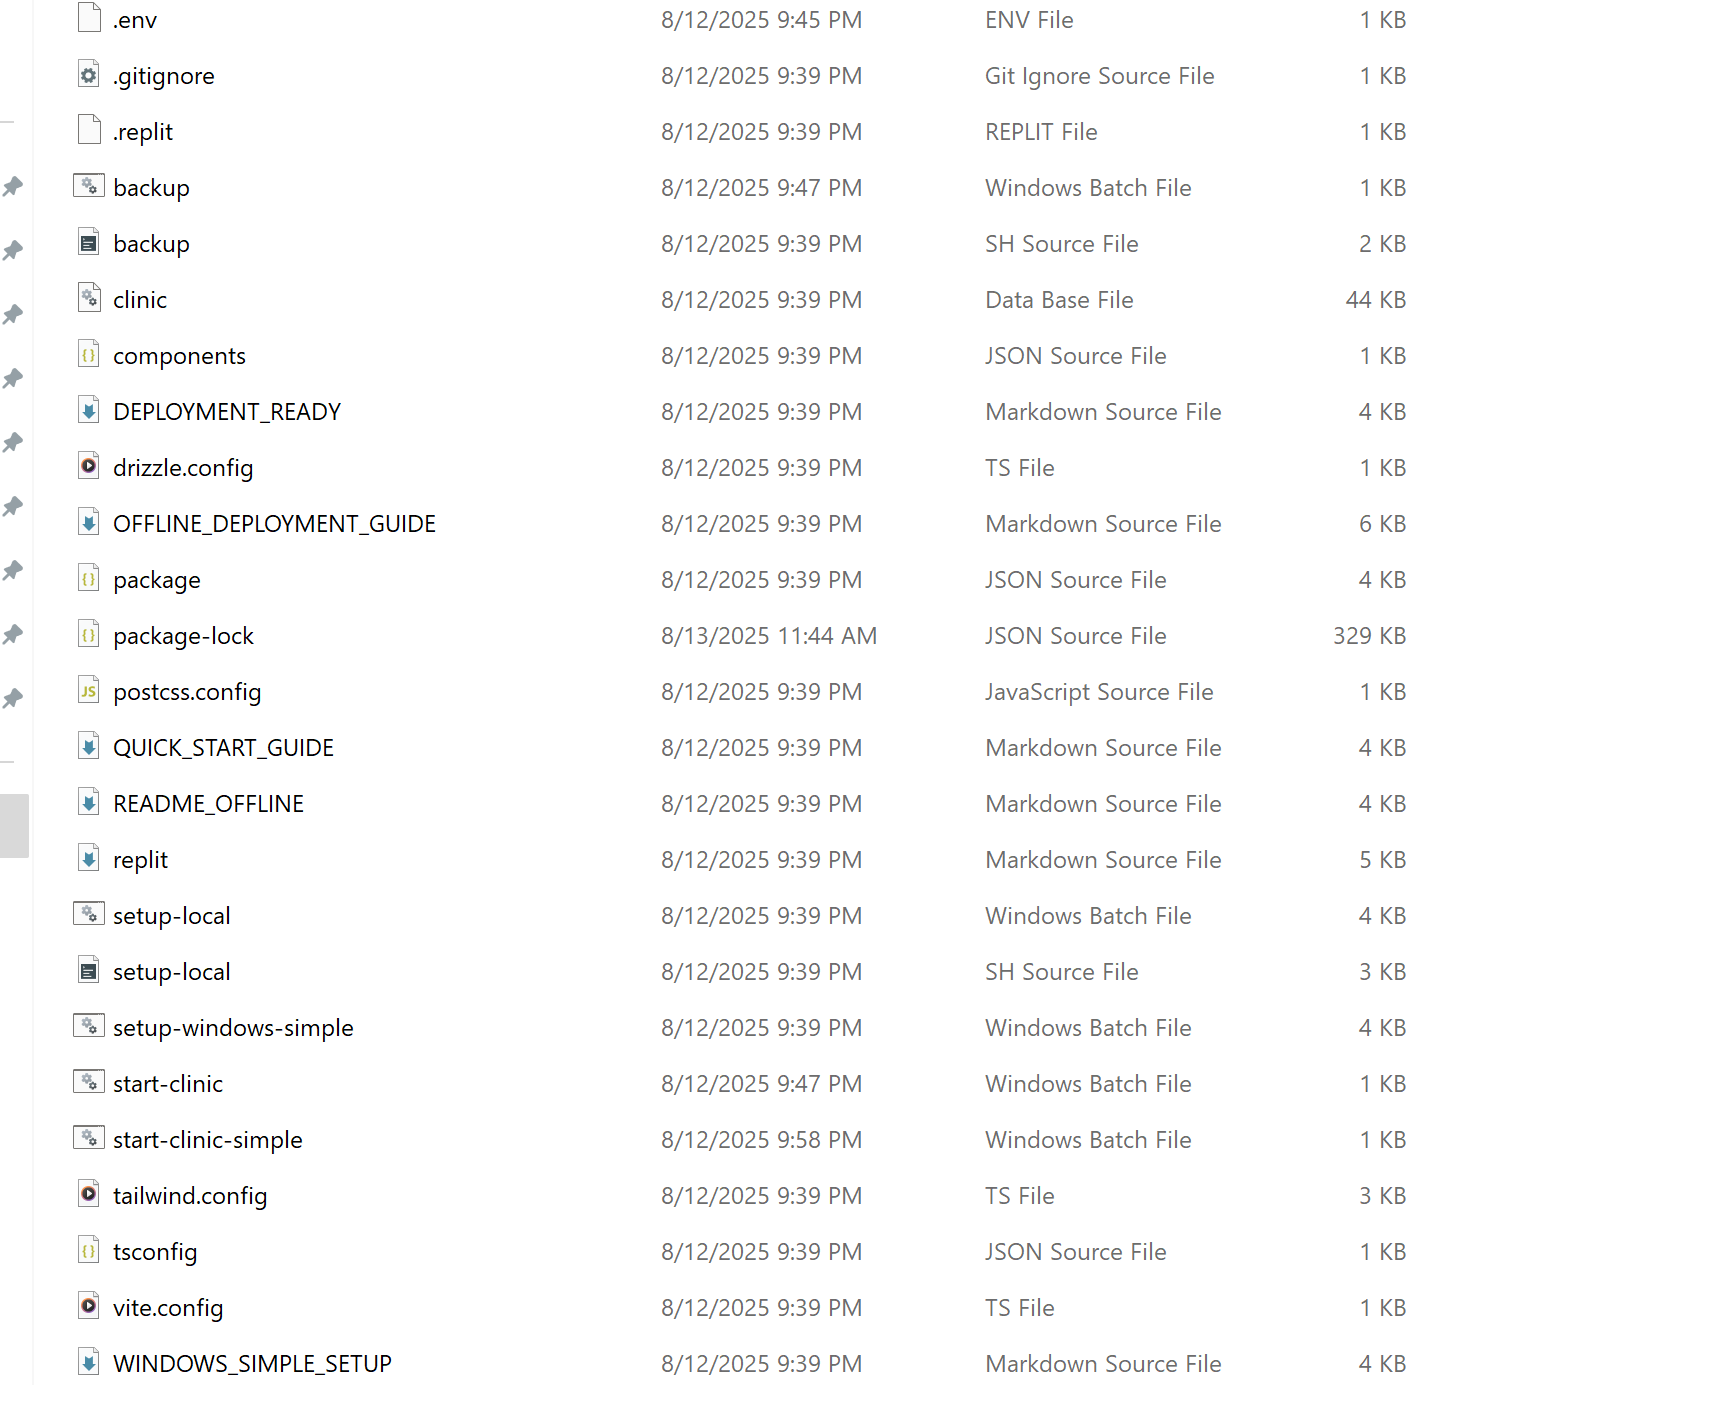 .env 8/12/2025 9:45 PM ENV File 1 KB
.gitignore 8/12/2025 9:39 PM Git Ignore Source File 1 KB
.replit 8/12/2025 9:39 PM REPLIT File 1 KB
backup 8/12/2025 9:47 PM Windows Batch File 1 KB
backup 8/12/2025 9:39 PM SH Source File 2 KB
clinic 8/12/2025 9:39 PM Data Base File 44 KB
components 8/12/2025 9:39 PM JSON Source File 1 KB
DEPLOYMENT_READY 8/12/2025 9:39 PM Markdown Source File 4 KB
drizzle.config 8/12/2025 9:39 PM TS File 1 KB
OFFLINE_DEPLOYMENT_GUIDE 8/12/2025 9:39 PM Markdown Source File 6 KB
package 8/12/2025 9:39 PM JSON Source File 4 KB
package-lock 8/13/2025 11:44 AM JSON Source File 329 KB
postcss.config 8/12/2025 9:39 PM JavaScript Source File 1 KB
QUICK_START_GUIDE 8/12/2025 9:39 PM Markdown Source File 4 KB
README_OFFLINE 8/12/2025 9:39 PM Markdown Source File 4 KB
replit 8/12/2025 9:39 PM Markdown Source File 5 KB
setup-local 8/12/2025 9:39 PM Windows Batch File 4 KB
setup-local 8/12/2025 9:39 PM SH Source File 3 KB
setup-windows-simple 8/12/2025 9:39 PM Windows Batch File 4 KB
start-clinic 8/12/2025 9:47 PM Windows Batch File 1 KB
start-clinic-simple 8/12/2025 9:58 PM Windows Batch File 1 KB
tailwind.config 8/12/2025 9:39 PM TS File 3 KB
tsconfig 8/12/2025 9:39 PM JSON Source File 1 KB
vite.config 8/12/2025 9:39 PM TS File 1 KB
WINDOWS_SIMPLE_SETUP 8/12/2025 9:39 PM Markdown Source File 4 KB